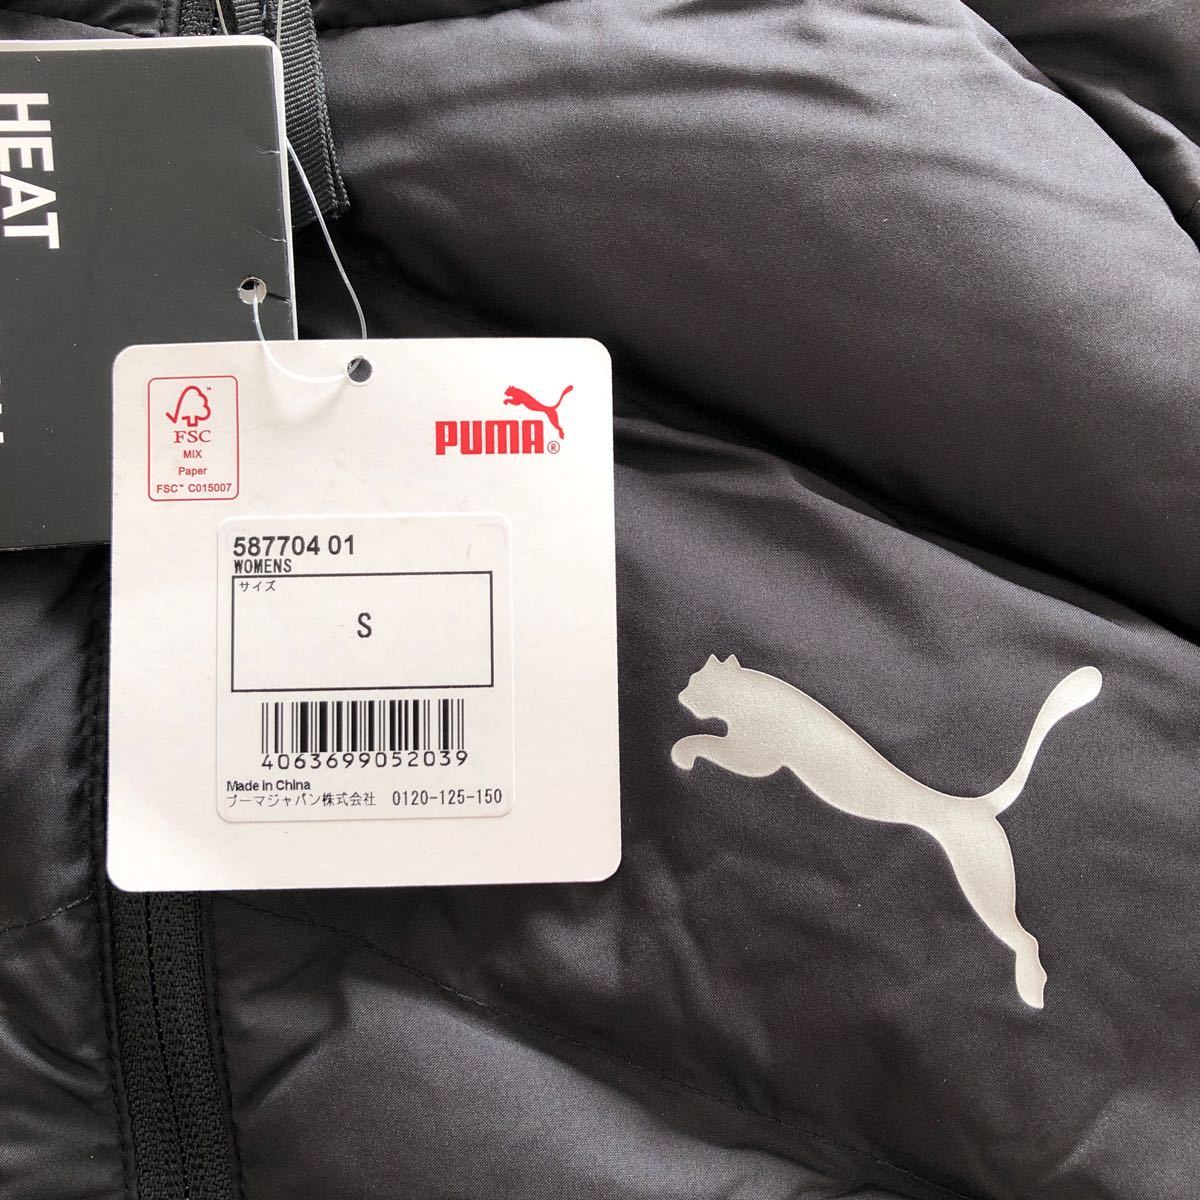 HEAT
FSC
MIX
Paper
FSC™ C015007
PUMA®
587704 01
WOMENS
サイズ
S
4063699052039
Made in China
プーマジャパン株式会社 0120-125-150